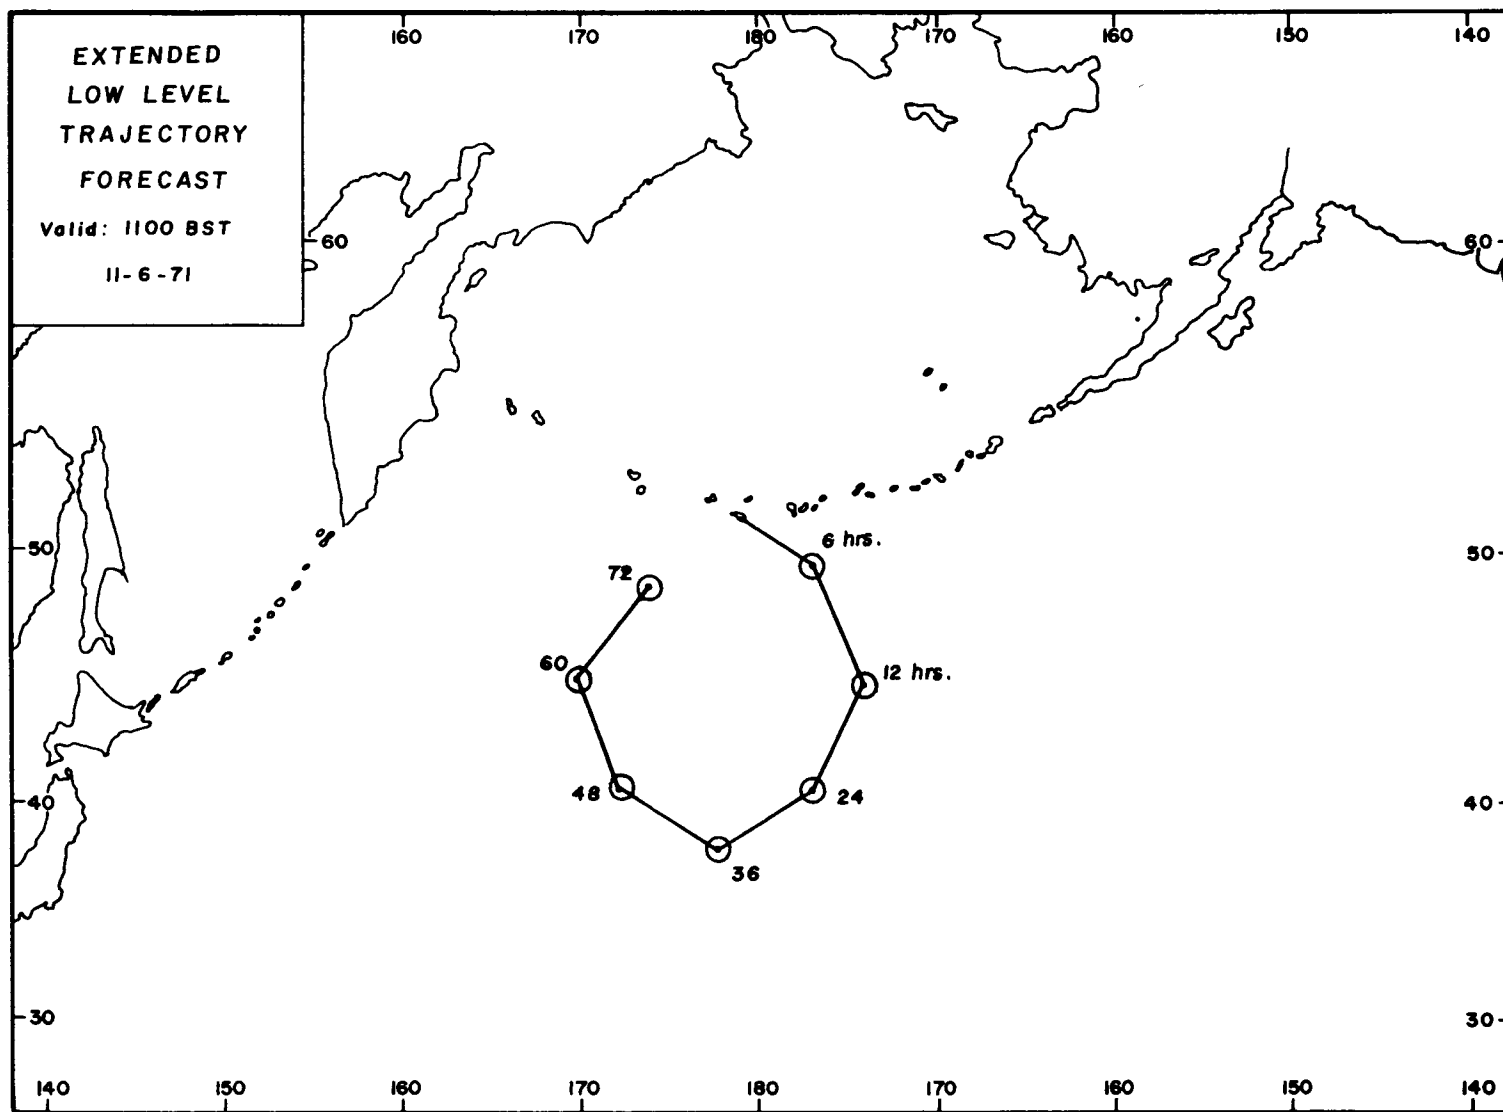 160 170 180 170 160 150 140
EXTENDED
LOW LEVEL
TRAJECTORY
FORECAST
Valid: 1100 BST
11-6-71
60 60
50 50
6 hrs.
72
60
12 hrs.
48
24
40 40
36
30 30
140 150 160 170 180 170 160 150 140